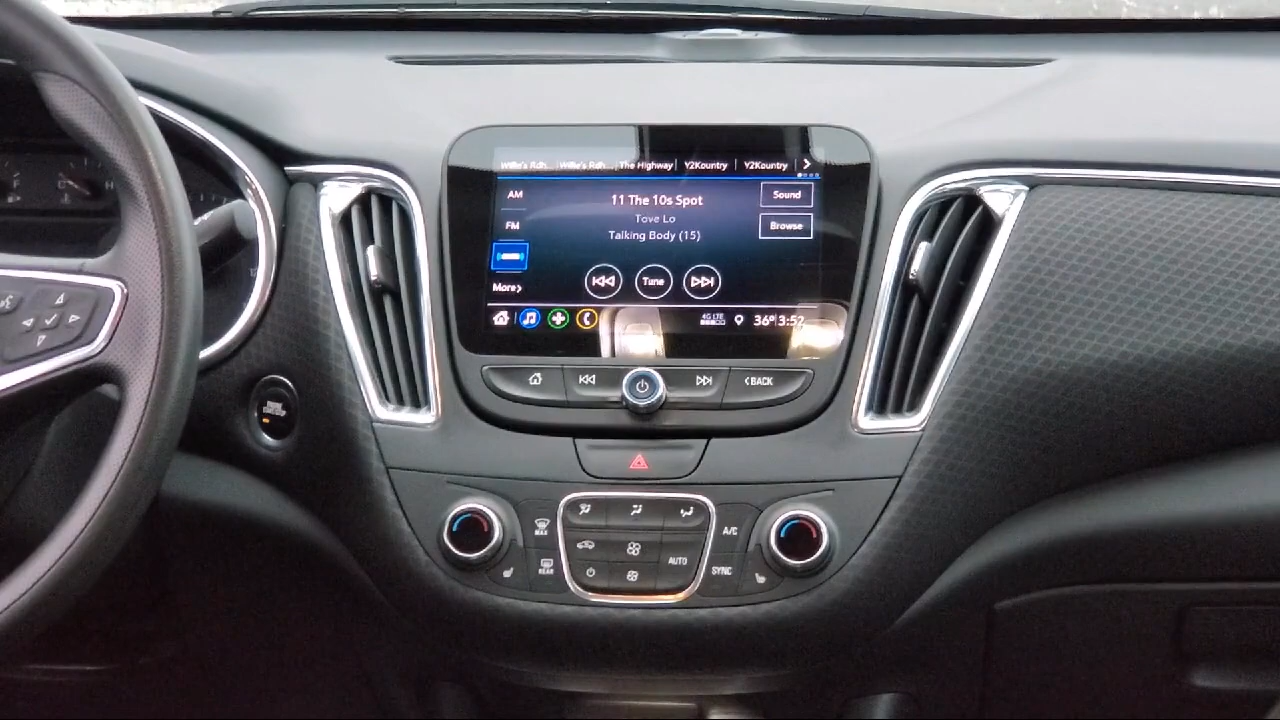 Willie's Rdh... Willie's Rdh... The Highway Y2Kountry Y2Kountry
AM
11 The 10s Spot
Sound
FM
Tove Lo
Browse
Talking Body (15)
Tune
More
4G LTE
36° 3:52
F
C H
BACK
MAX
A/C
REAR
AUTO
SYNC